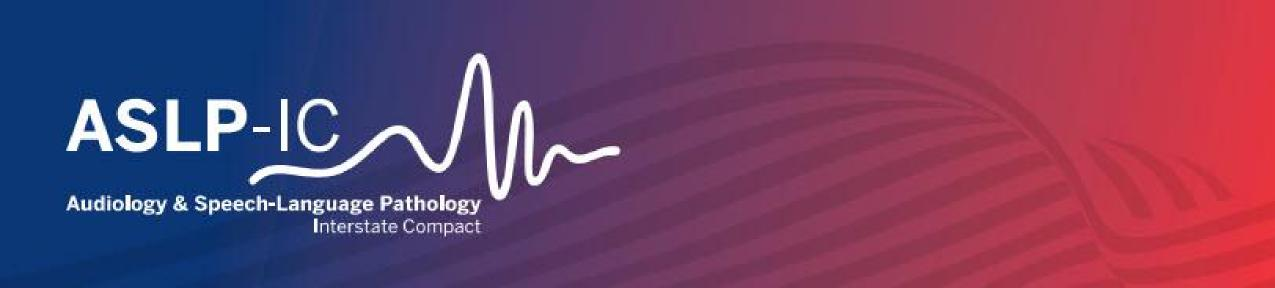 ASLP-IC
Audiology & Speech-Language Pathology
Interstate Compact